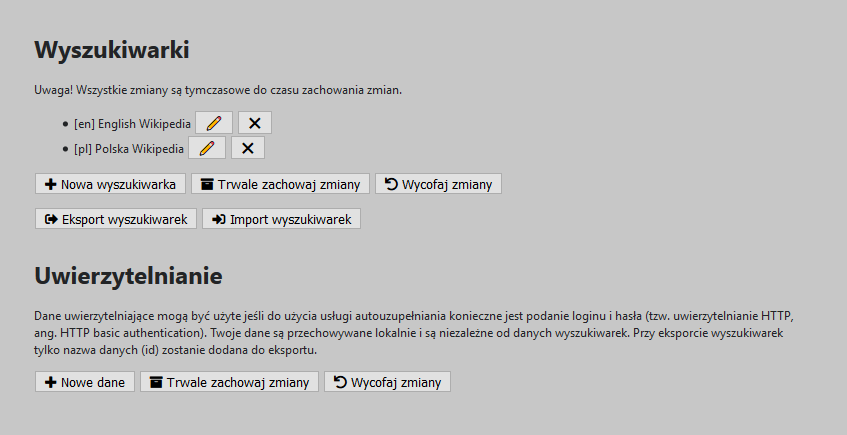 Wyszukiwarki
Uwaga! Wszystkie zmiany są tymczasowe do czasu zachowania zmian.
[en] English Wikipedia
[pl] Polska Wikipedia
Nowa wyszukiwarka Trwale zachowaj zmiany Wycofaj zmiany
Eksport wyszukiwarek Import wyszukiwarek
Uwierzytelnianie
Dane uwierzytelniające mogą być użyte jeśli do użycia usługi autouzupełniania konieczne jest podanie loginu i hasła (tzw. uwierzytelnianie HTTP,
ang. HTTP basic authentication). Twoje dane są przechowywane lokalnie i są niezależne od danych wyszukiwarek. Przy eksporcie wyszukiwarek
tylko nazwa danych (id) zostanie dodana do eksportu.
Nowe dane Trwale zachowaj zmiany Wycofaj zmiany